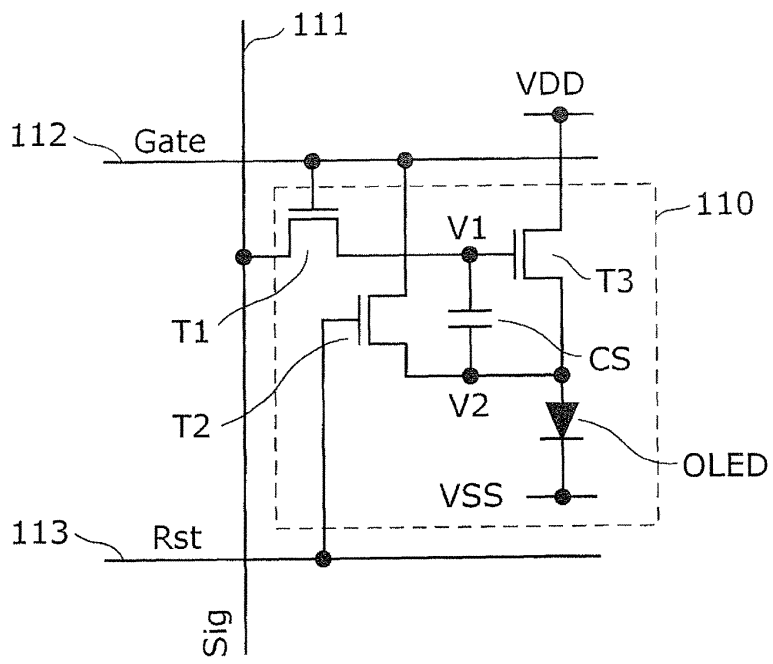 111
VDD
112
Gate
110
V1
T3
T1
CS
T2
V2
OLED
VSS
113
Rst
Sig